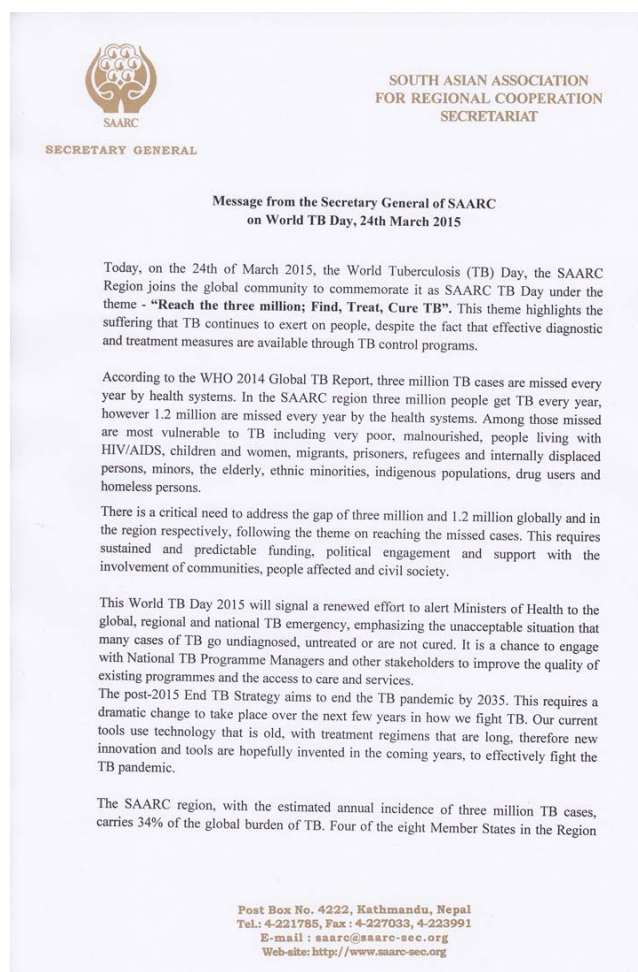 SAARC
SECRETARY GENERAL
SOUTH ASIAN ASSOCIATION
FOR REGIONAL COOPERATION
SECRETARIAT
Message from the Secretary General of SAARC
on World TB Day, 24th March 2015
Today, on the 24th of March 2015, the World Tuberculosis (TB) Day, the SAARC
Region joins the global community to commemorate it as SAARC TB Day under the
theme - “Reach the three million; Find, Treat, Cure TB”. This theme highlights the
suffering that TB continues to exert on people, despite the fact that effective diagnostic
and treatment measures are available through TB control programs.
According to the WHO 2014 Global TB Report, three million TB cases are missed every
year by health systems. In the SAARC region three million people get TB every year,
however 1.2 million are missed every year by the health systems. Among those missed
are most vulnerable to TB including very poor, malnourished, people living with
HIV/AIDS, children and women, migrants, prisoners, refugees and internally displaced
persons, minors, the elderly, ethnic minorities, indigenous populations, drug users and
homeless persons.
There is a critical need to address the gap of three million and 1.2 million globally and in
the region respectively, following the theme on reaching the missed cases. This requires
sustained and predictable funding, political engagement and support with the
involvement of communities, people affected and civil society.
This World TB Day 2015 will signal a renewed effort to alert Ministers of Health to the
global, regional and national TB emergency, emphasizing the unacceptable situation that
many cases of TB go undiagnosed, untreated or are not cured. It is a chance to engage
with National TB Programme Managers and other stakeholders to improve the quality of
existing programmes and the access to care and services.
The post-2015 End TB Strategy aims to end the TB pandemic by 2035. This requires a
dramatic change to take place over the next few years in how we fight TB. Our current
tools use technology that is old, with treatment regimens that are long, therefore new
innovation and tools are hopefully invented in the coming years, to effectively fight the
TB pandemic.
The SAARC region, with the estimated annual incidence of three million TB cases,
carries 34% of the global burden of TB. Four of the eight Member States in the Region
Post Box No. 4222, Kathmandu, Nepal
Tel.: 4-221785, Fax : 4-227033, 4-223991
E-mail : saarc@saarc-sec.org
Web-site: http://www.saarc-sec.org